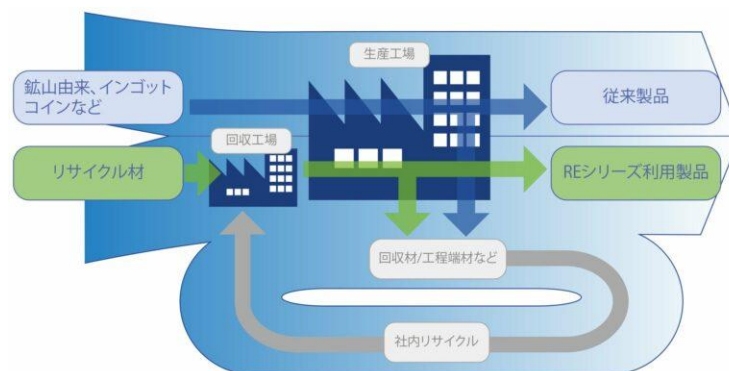 生産工場
鉱山由来、インゴット
コインなど
従来製品
回収工場
リサイクル材
REシリーズ利用製品
回収材/工程端材など
社内リサイクル